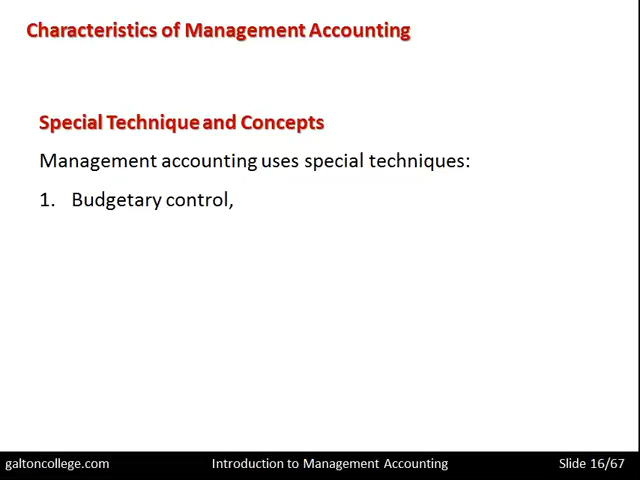 Characteristics of Management Accounting
Special Technique and Concepts
Management accounting uses special techniques:
1. Budgetary control,
galtoncollege.com
Introduction to Management Accounting
Slide 16/67